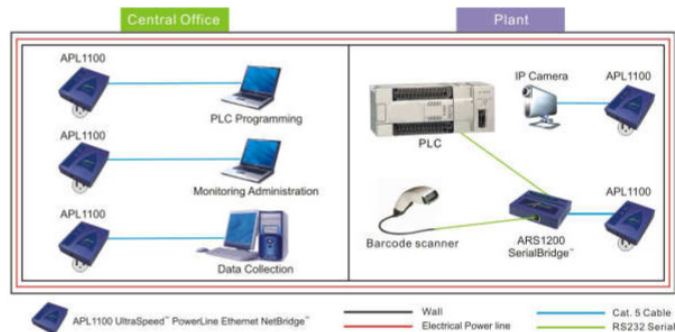 Central Office
Plant
APL1100
PLC Programming
APL1100
Monitoring Administration
APL1100
Data Collection
PLC
IP Camera
APL1100
Barcode scanner
ARS1200
SerialBridge™
APL1100
APL1100 UltraSpeed™ PowerLine Ethernet NetBridge™
Wall
Electrical Power line
Cat. 5 Cable
RS232 Serial